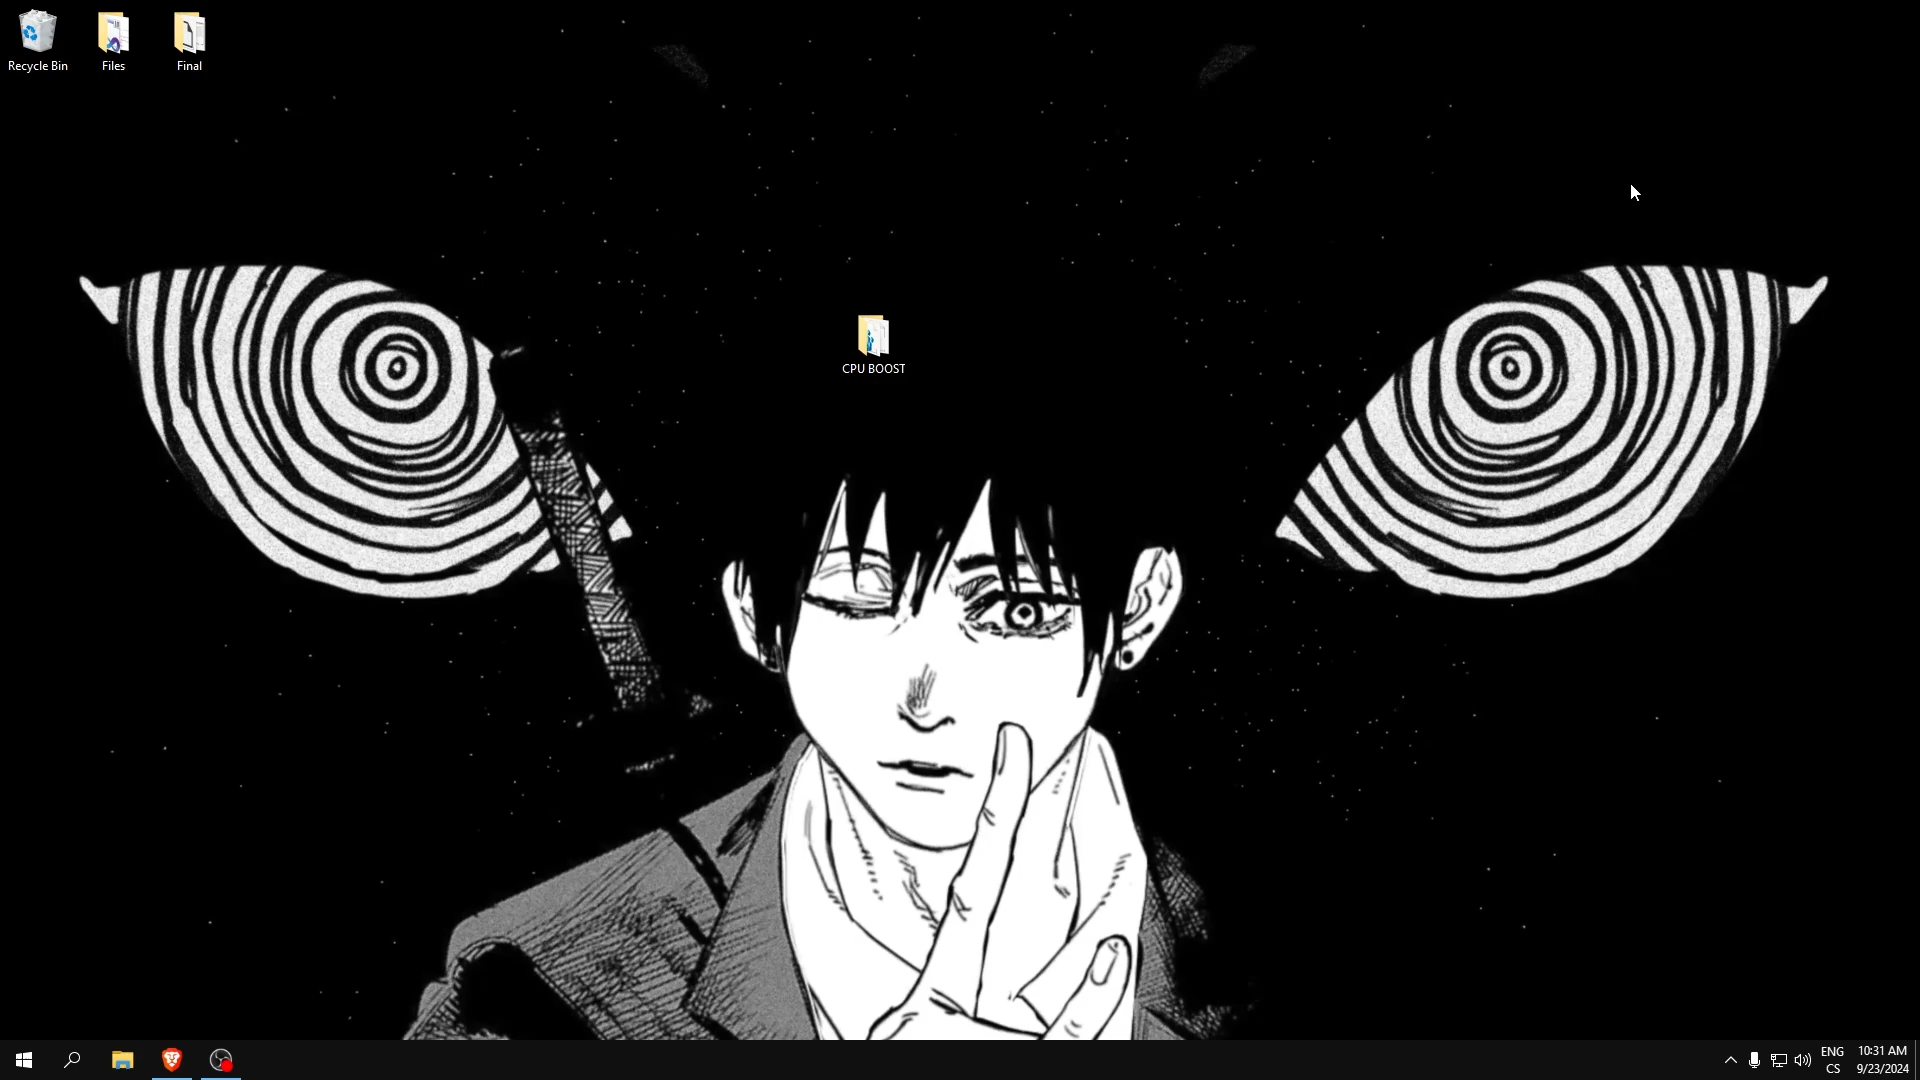 Recycle Bin
Files
Final
CPU BOOST
ENG
CS
10:31 AM
9/23/2024